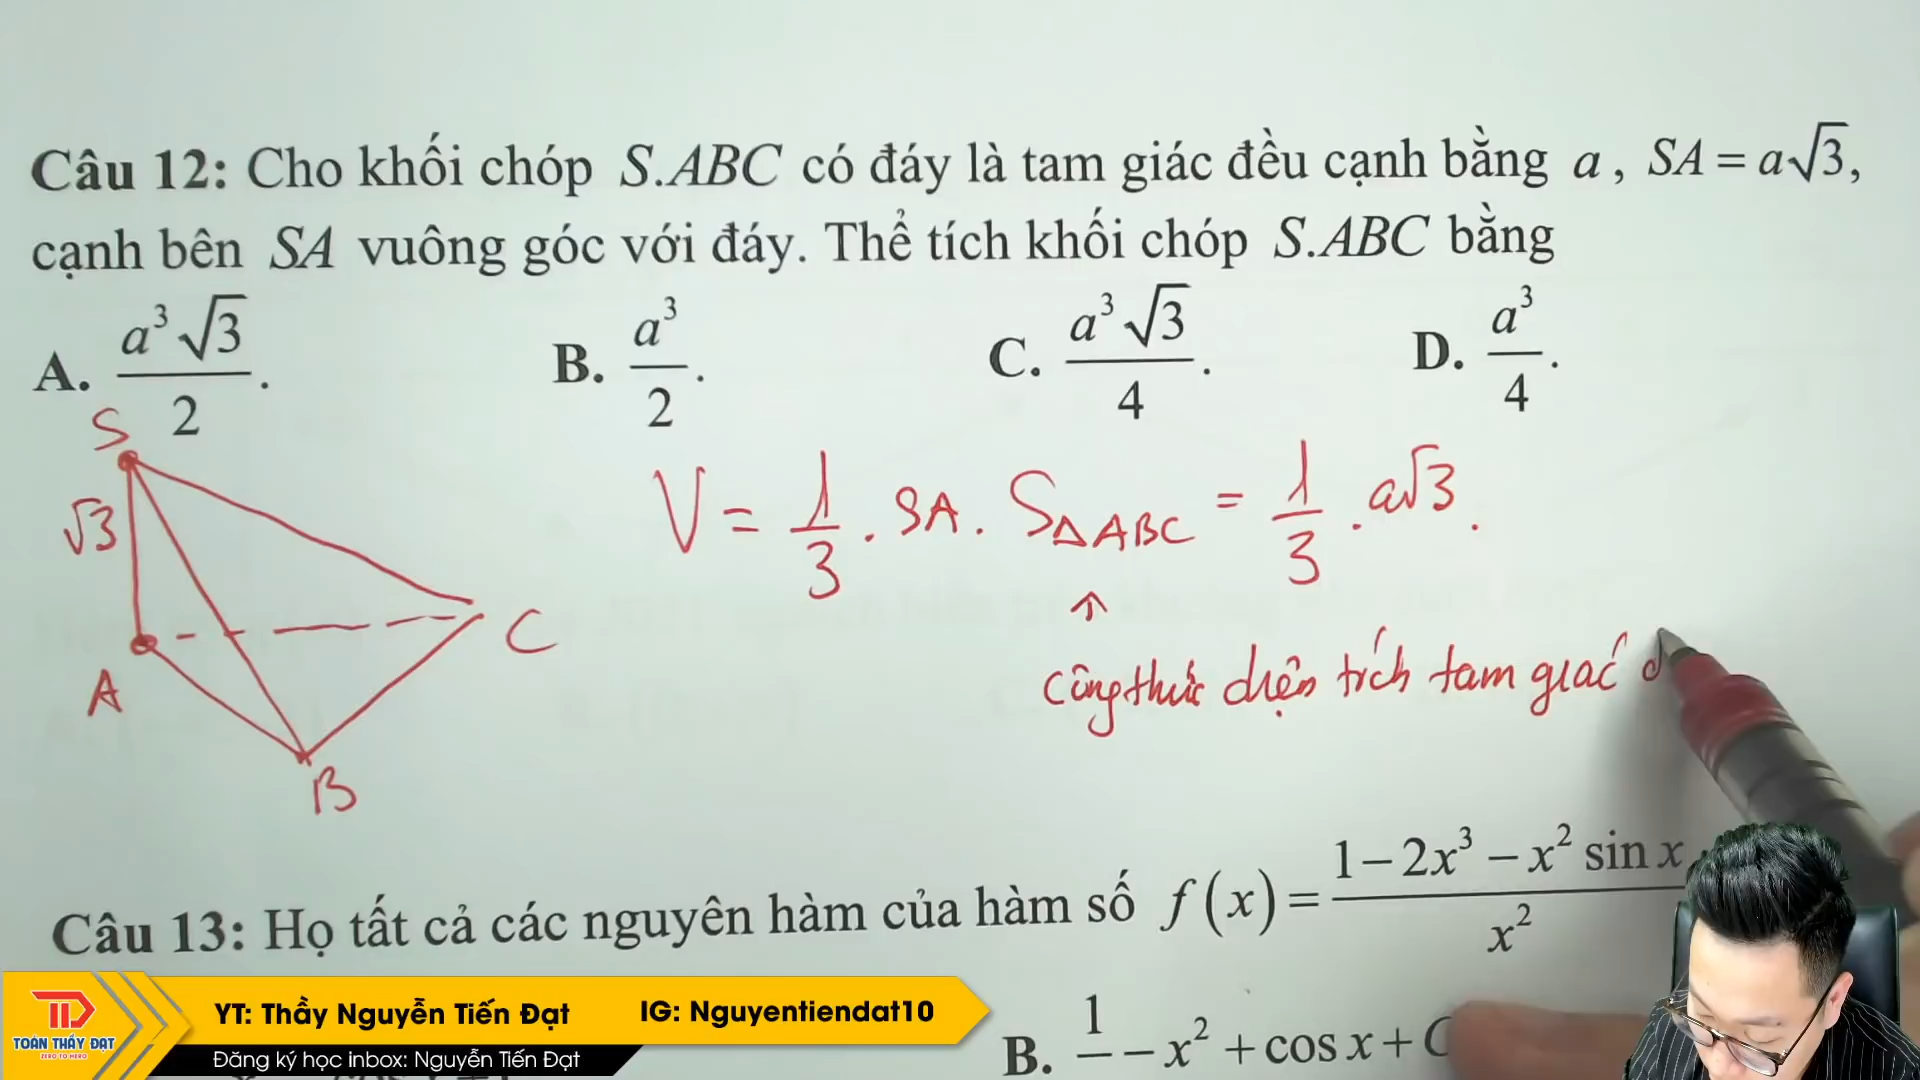 Câu 12: Cho khối chóp S.ABC có đáy là tam giác đều cạnh bằng a, SA = a√3,
cạnh bên SA vuông góc với đáy. Thể tích khối chóp S.ABC bằng
A. a³√3/2. B. a³/2. C. a³√3/4. D. a³/4.
S
√3
A
B
C
V = 1/3 . SA . S△ABC = 1/3 . a√3 .
↑
công thức diện tích tam giác đ
Câu 13: Họ tất cả các nguyên hàm của hàm số f(x) = (1 − 2x³ − x² sin x)/x²
B. 1/ − x² + cos x + C
TD
TOÁN THẦY ĐẠT
ZERO TO HERO
YT: Thầy Nguyễn Tiến Đạt IG: Nguyentiendat10
Đăng ký học inbox: Nguyễn Tiến Đạt